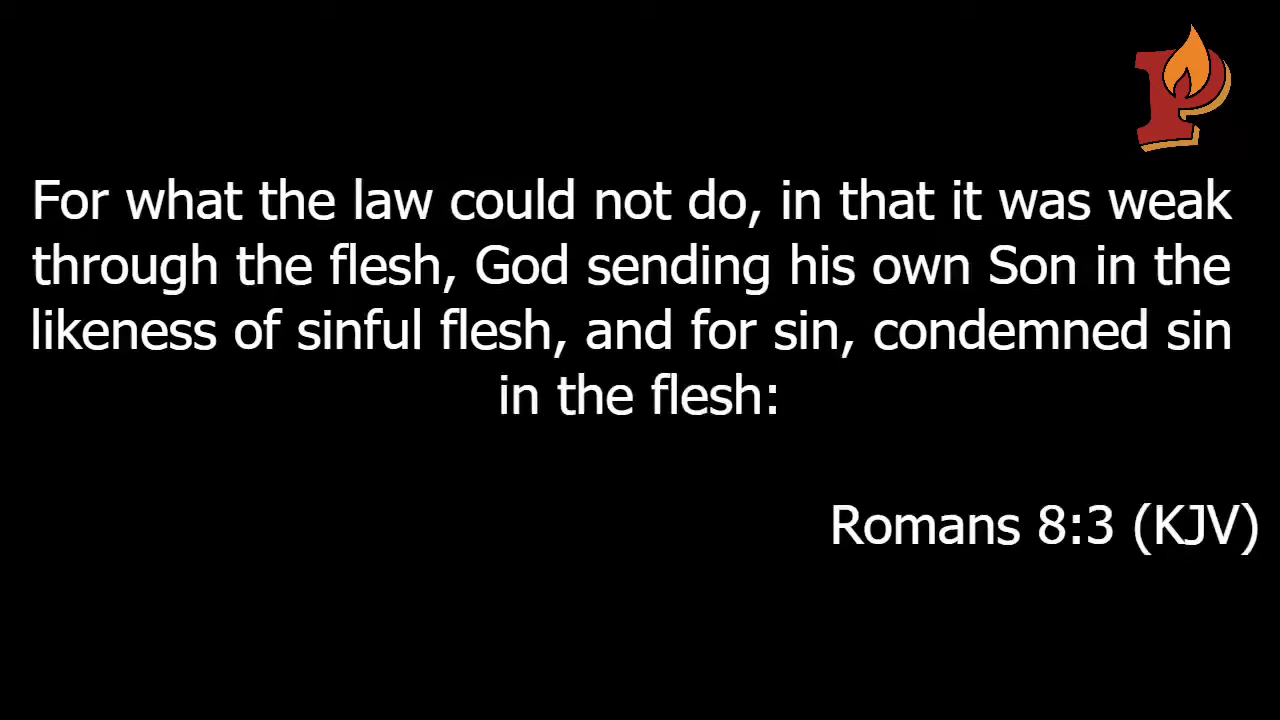 P
For what the law could not do, in that it was weak
through the flesh, God sending his own Son in the
likeness of sinful flesh, and for sin, condemned sin
in the flesh:
Romans 8:3 (KJV)